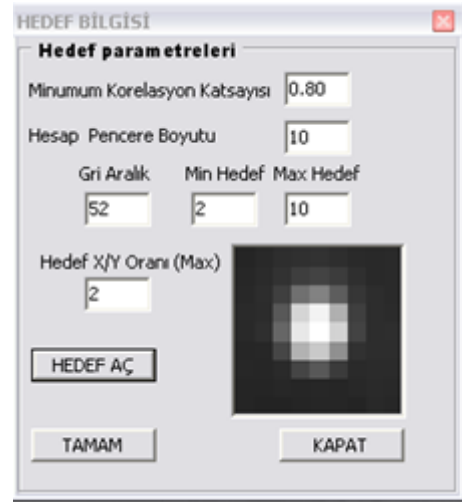 HEDEF BİLGİSİ
Hedef parametreleri
Minumum Korelasyon Katsayısı 0.80
Hesap Pencere Boyutu 10
Gri Aralık Min Hedef Max Hedef
52 2 10
Hedef X/Y Oranı (Max)
2
HEDEF AÇ
TAMAM KAPAT